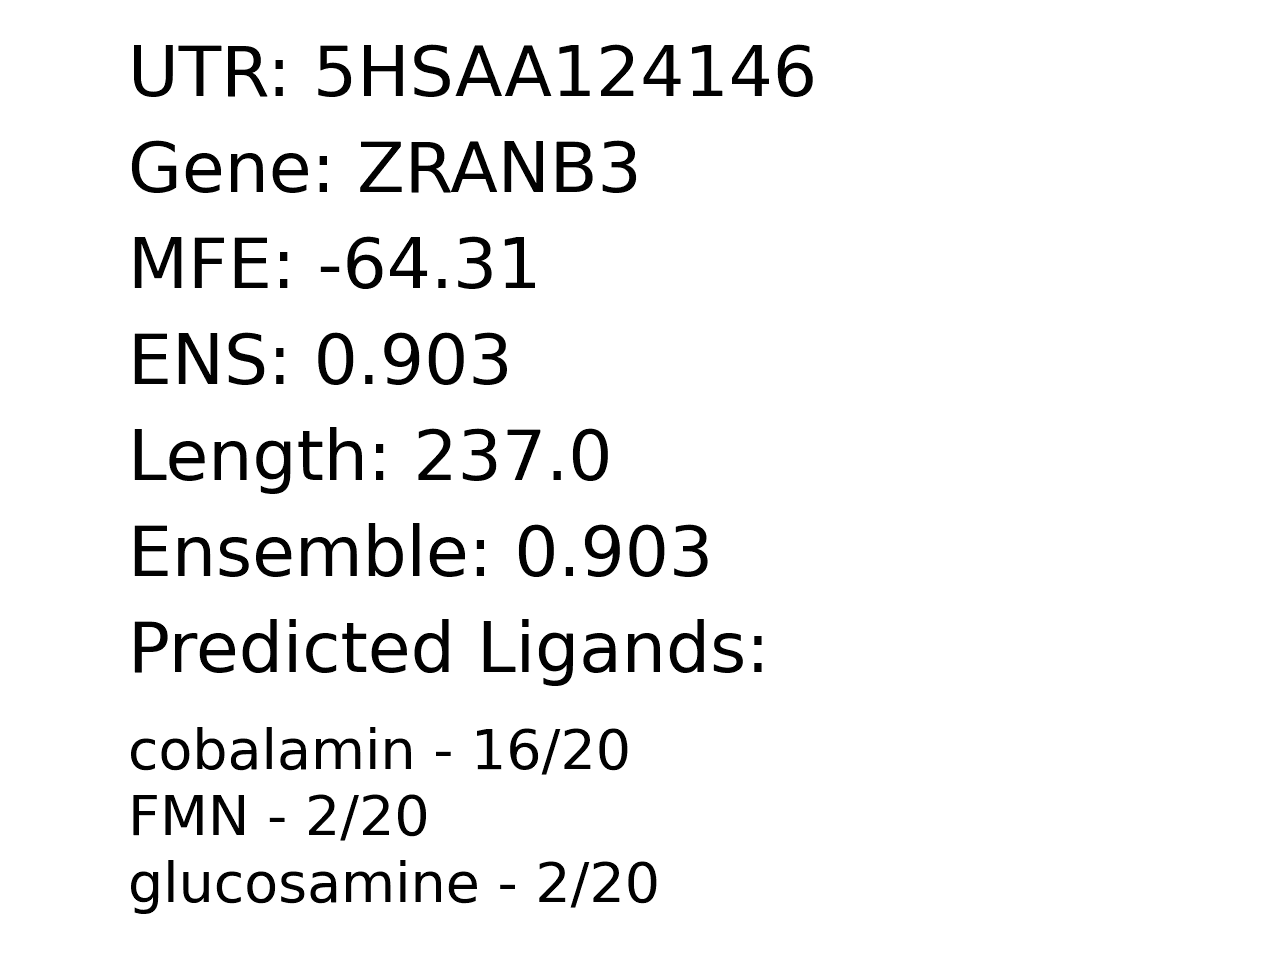 UTR: 5HSAA124146
Gene: ZRANB3
MFE: -64.31
ENS: 0.903
Length: 237.0
Ensemble: 0.903
Predicted Ligands:
cobalamin - 16/20
FMN - 2/20
glucosamine - 2/20